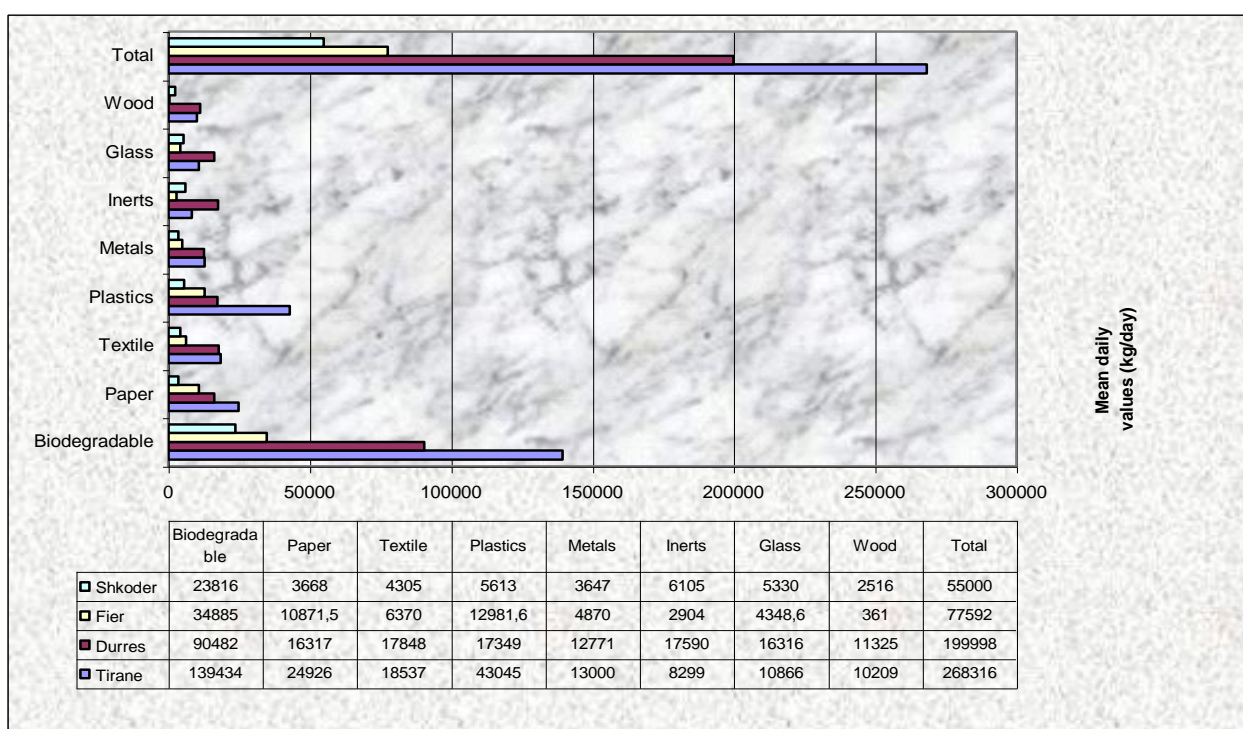 Total
Wood
Glass
Inerts
Metals
Plastics
Textile
Paper
Biodegradable
0 50000 100000 150000 200000 250000 300000
Mean daily
values (kg/day)
Biodegrada
ble Paper Textile Plastics Metals Inerts Glass Wood Total
Shkoder 23816 3668 4305 5613 3647 6105 5330 2516 55000
Fier 34885 10871,5 6370 12981,6 4870 2904 4348,6 361 77592
Durres 90482 16317 17848 17349 12771 17590 16316 11325 199998
Tirane 139434 24926 18537 43045 13000 8299 10866 10209 268316